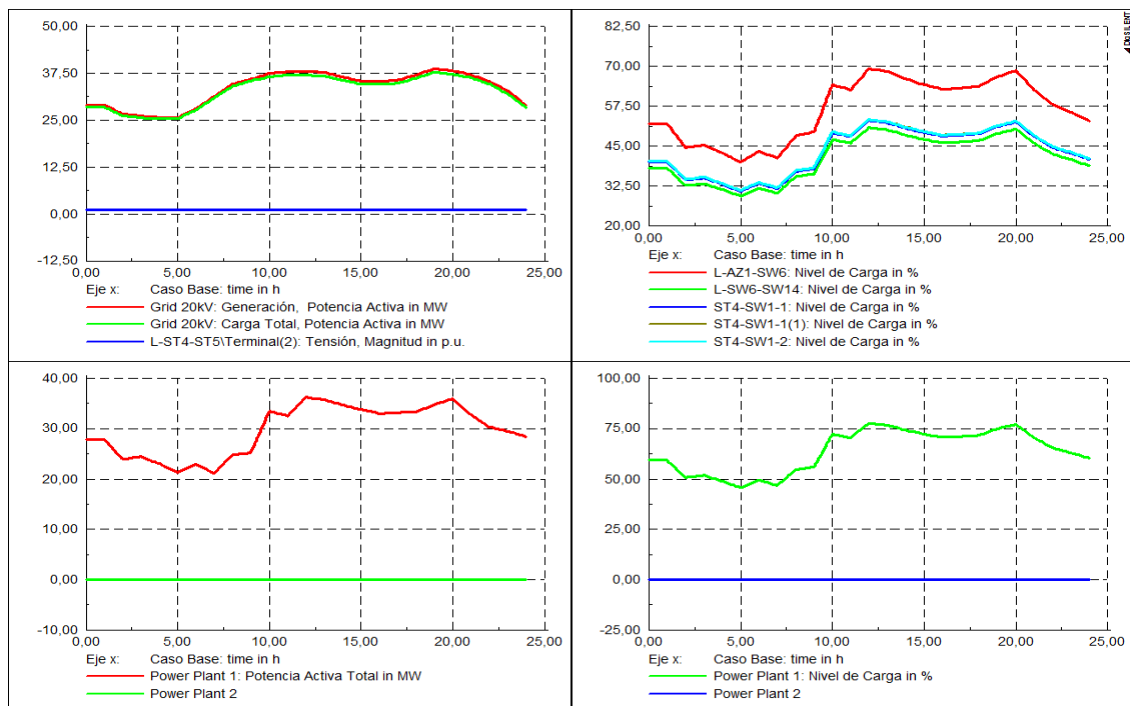 50,00
37,50
25,00
12,50
0,00
-12,50
0,00 5,00 10,00 15,00 20,00 25,00
Eje x: Caso Base: time in h
Grid 20kV: Generación, Potencia Activa in MW
Grid 20kV: Carga Total, Potencia Activa in MW
L-ST4-ST5\Terminal(2): Tensión, Magnitud in p.u.
82,50
70,00
57,50
45,00
32,50
20,00
0,00 5,00 10,00 15,00 20,00 25,00
Eje x: Caso Base: time in h
L-AZ1-SW6: Nivel de Carga in %
L-SW6-SW14: Nivel de Carga in %
ST4-SW1-1: Nivel de Carga in %
ST4-SW1-1(1): Nivel de Carga in %
ST4-SW1-2: Nivel de Carga in %
DIgSILENT
40,00
30,00
20,00
10,00
0,00
-10,00
0,00 5,00 10,00 15,00 20,00 25,00
Eje x: Caso Base: time in h
Power Plant 1: Potencia Activa Total in MW
Power Plant 2
100,00
75,00
50,00
25,00
0,00
-25,00
0,00 5,00 10,00 15,00 20,00 25,00
Eje x: Caso Base: time in h
Power Plant 1: Nivel de Carga in %
Power Plant 2